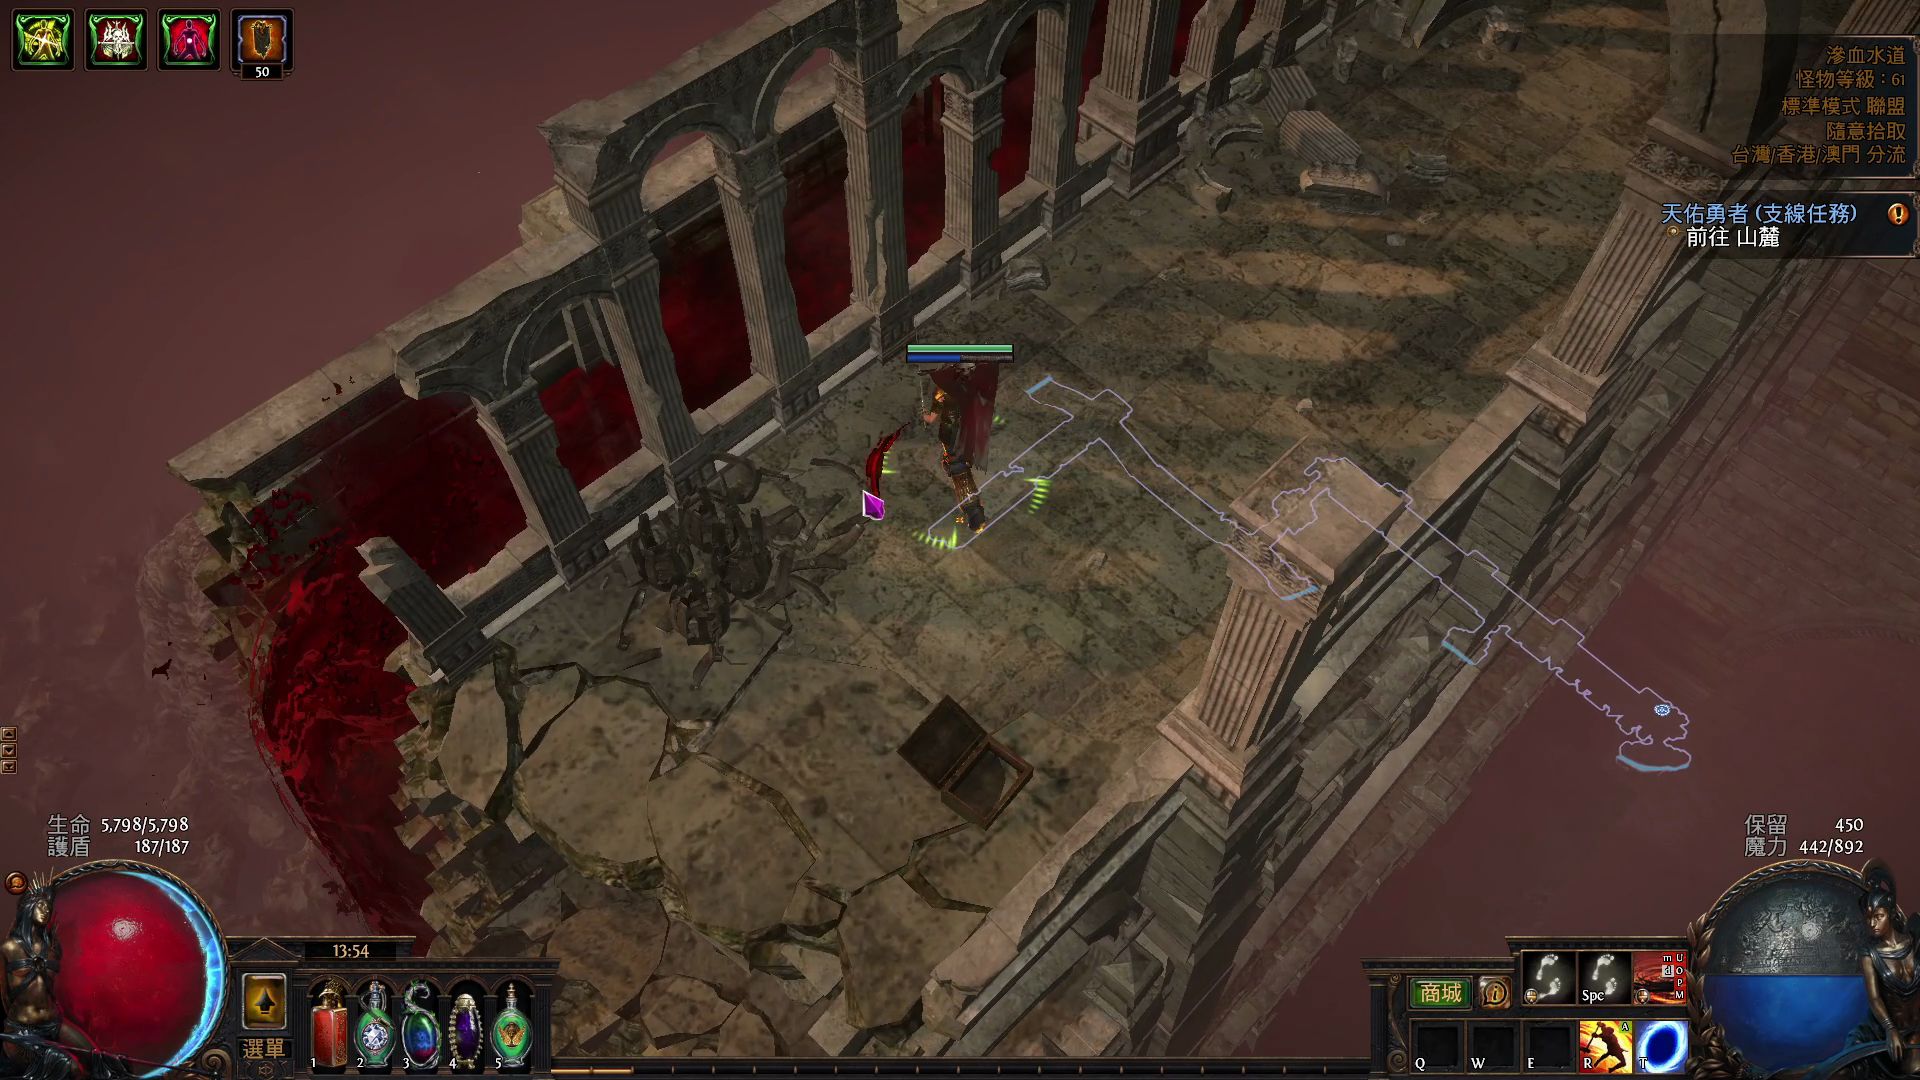 50
滲血水道
怪物等級：61
標準模式 聯盟
隨意拾取
台灣/香港/澳門 分流
天佑勇者 (支線任務)
前往 山麓
生命 5,798/5,798
護盾 187/187
保留 450
魔力 442/892
13:54
選單
1 2 3 4 5
商城
Spc
m U
d O
P
M
Q W E R T
A